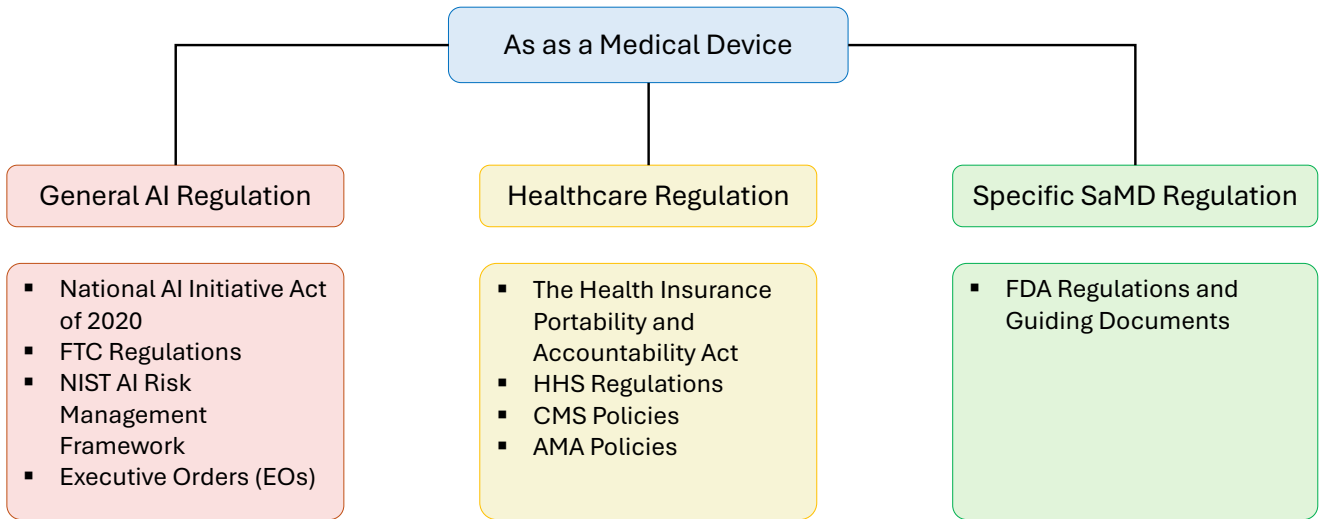 As as a Medical Device
General AI Regulation
Healthcare Regulation
Specific SaMD Regulation
▪ National AI Initiative Act
of 2020
▪ FTC Regulations
▪ NIST AI Risk
Management
Framework
▪ Executive Orders (EOs)
▪ The Health Insurance
Portability and
Accountability Act
▪ HHS Regulations
▪ CMS Policies
▪ AMA Policies
▪ FDA Regulations and
Guiding Documents